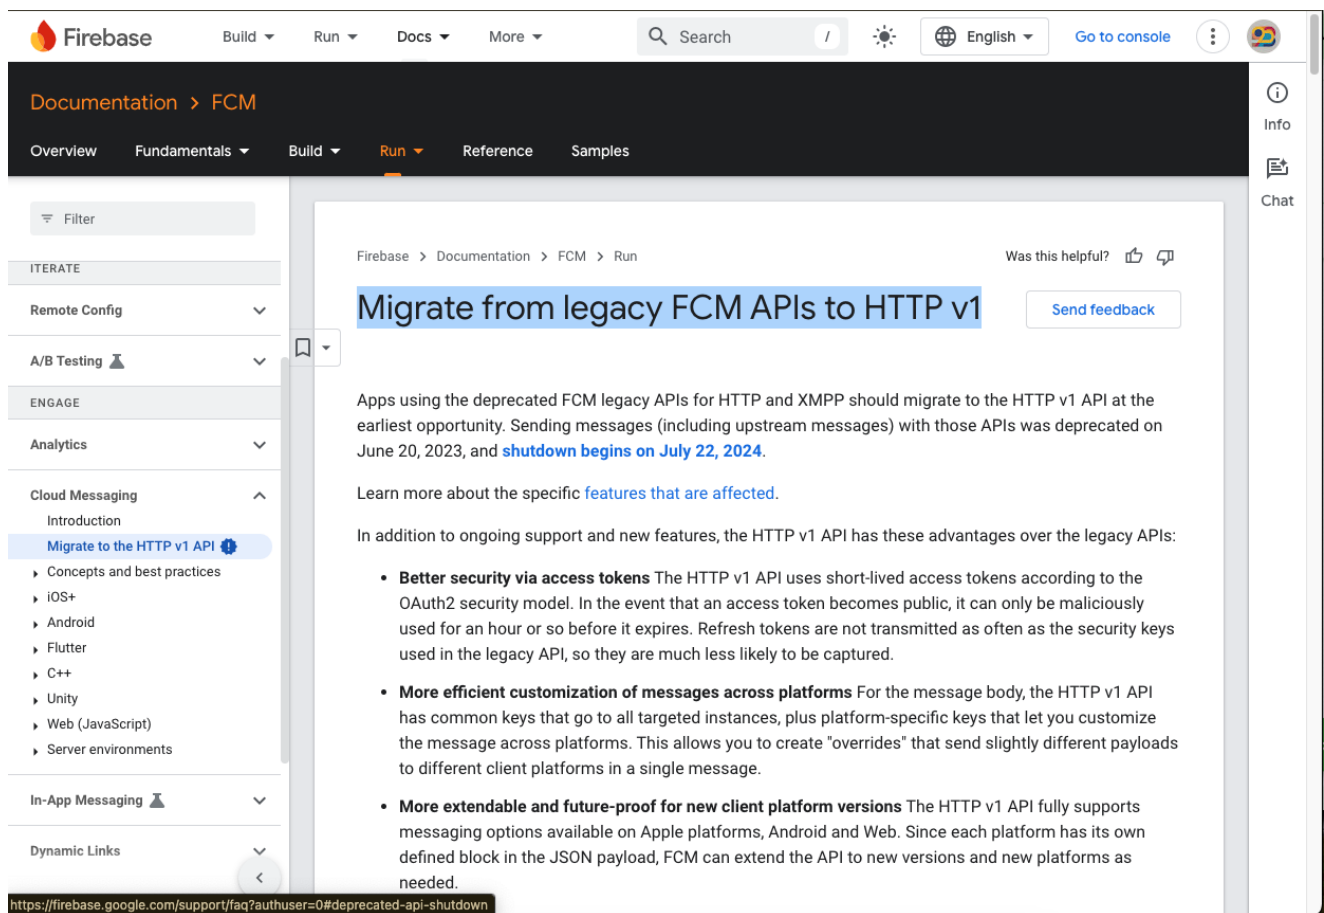 Firebase
Build Run Docs More
Search /
English
Go to console
Documentation > FCM
Overview Fundamentals Build Run Reference Samples
Info
Chat
Filter
ITERATE
Remote Config
A/B Testing
ENGAGE
Analytics
Cloud Messaging
Introduction
Migrate to the HTTP v1 API
Concepts and best practices
iOS+
Android
Flutter
C++
Unity
Web (JavaScript)
Server environments
In-App Messaging
Dynamic Links
Firebase > Documentation > FCM > Run
Was this helpful?
Migrate from legacy FCM APIs to HTTP v1
Send feedback
Apps using the deprecated FCM legacy APIs for HTTP and XMPP should migrate to the HTTP v1 API at the
earliest opportunity. Sending messages (including upstream messages) with those APIs was deprecated on
June 20, 2023, and shutdown begins on July 22, 2024.
Learn more about the specific features that are affected.
In addition to ongoing support and new features, the HTTP v1 API has these advantages over the legacy APIs:
• Better security via access tokens The HTTP v1 API uses short-lived access tokens according to the
OAuth2 security model. In the event that an access token becomes public, it can only be maliciously
used for an hour or so before it expires. Refresh tokens are not transmitted as often as the security keys
used in the legacy API, so they are much less likely to be captured.
• More efficient customization of messages across platforms For the message body, the HTTP v1 API
has common keys that go to all targeted instances, plus platform-specific keys that let you customize
the message across platforms. This allows you to create "overrides" that send slightly different payloads
to different client platforms in a single message.
• More extendable and future-proof for new client platform versions The HTTP v1 API fully supports
messaging options available on Apple platforms, Android and Web. Since each platform has its own
defined block in the JSON payload, FCM can extend the API to new versions and new platforms as
needed.
https://firebase.google.com/support/faq?authuser=0#deprecated-api-shutdown